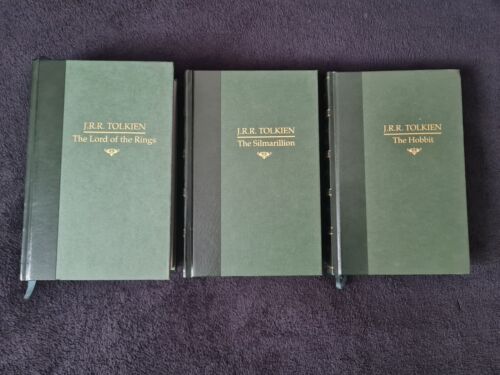 J.R.R. TOLKIEN
The Lord of the Rings
J.R.R. TOLKIEN
The Silmarillion
J.R.R. TOLKIEN
The Hobbit